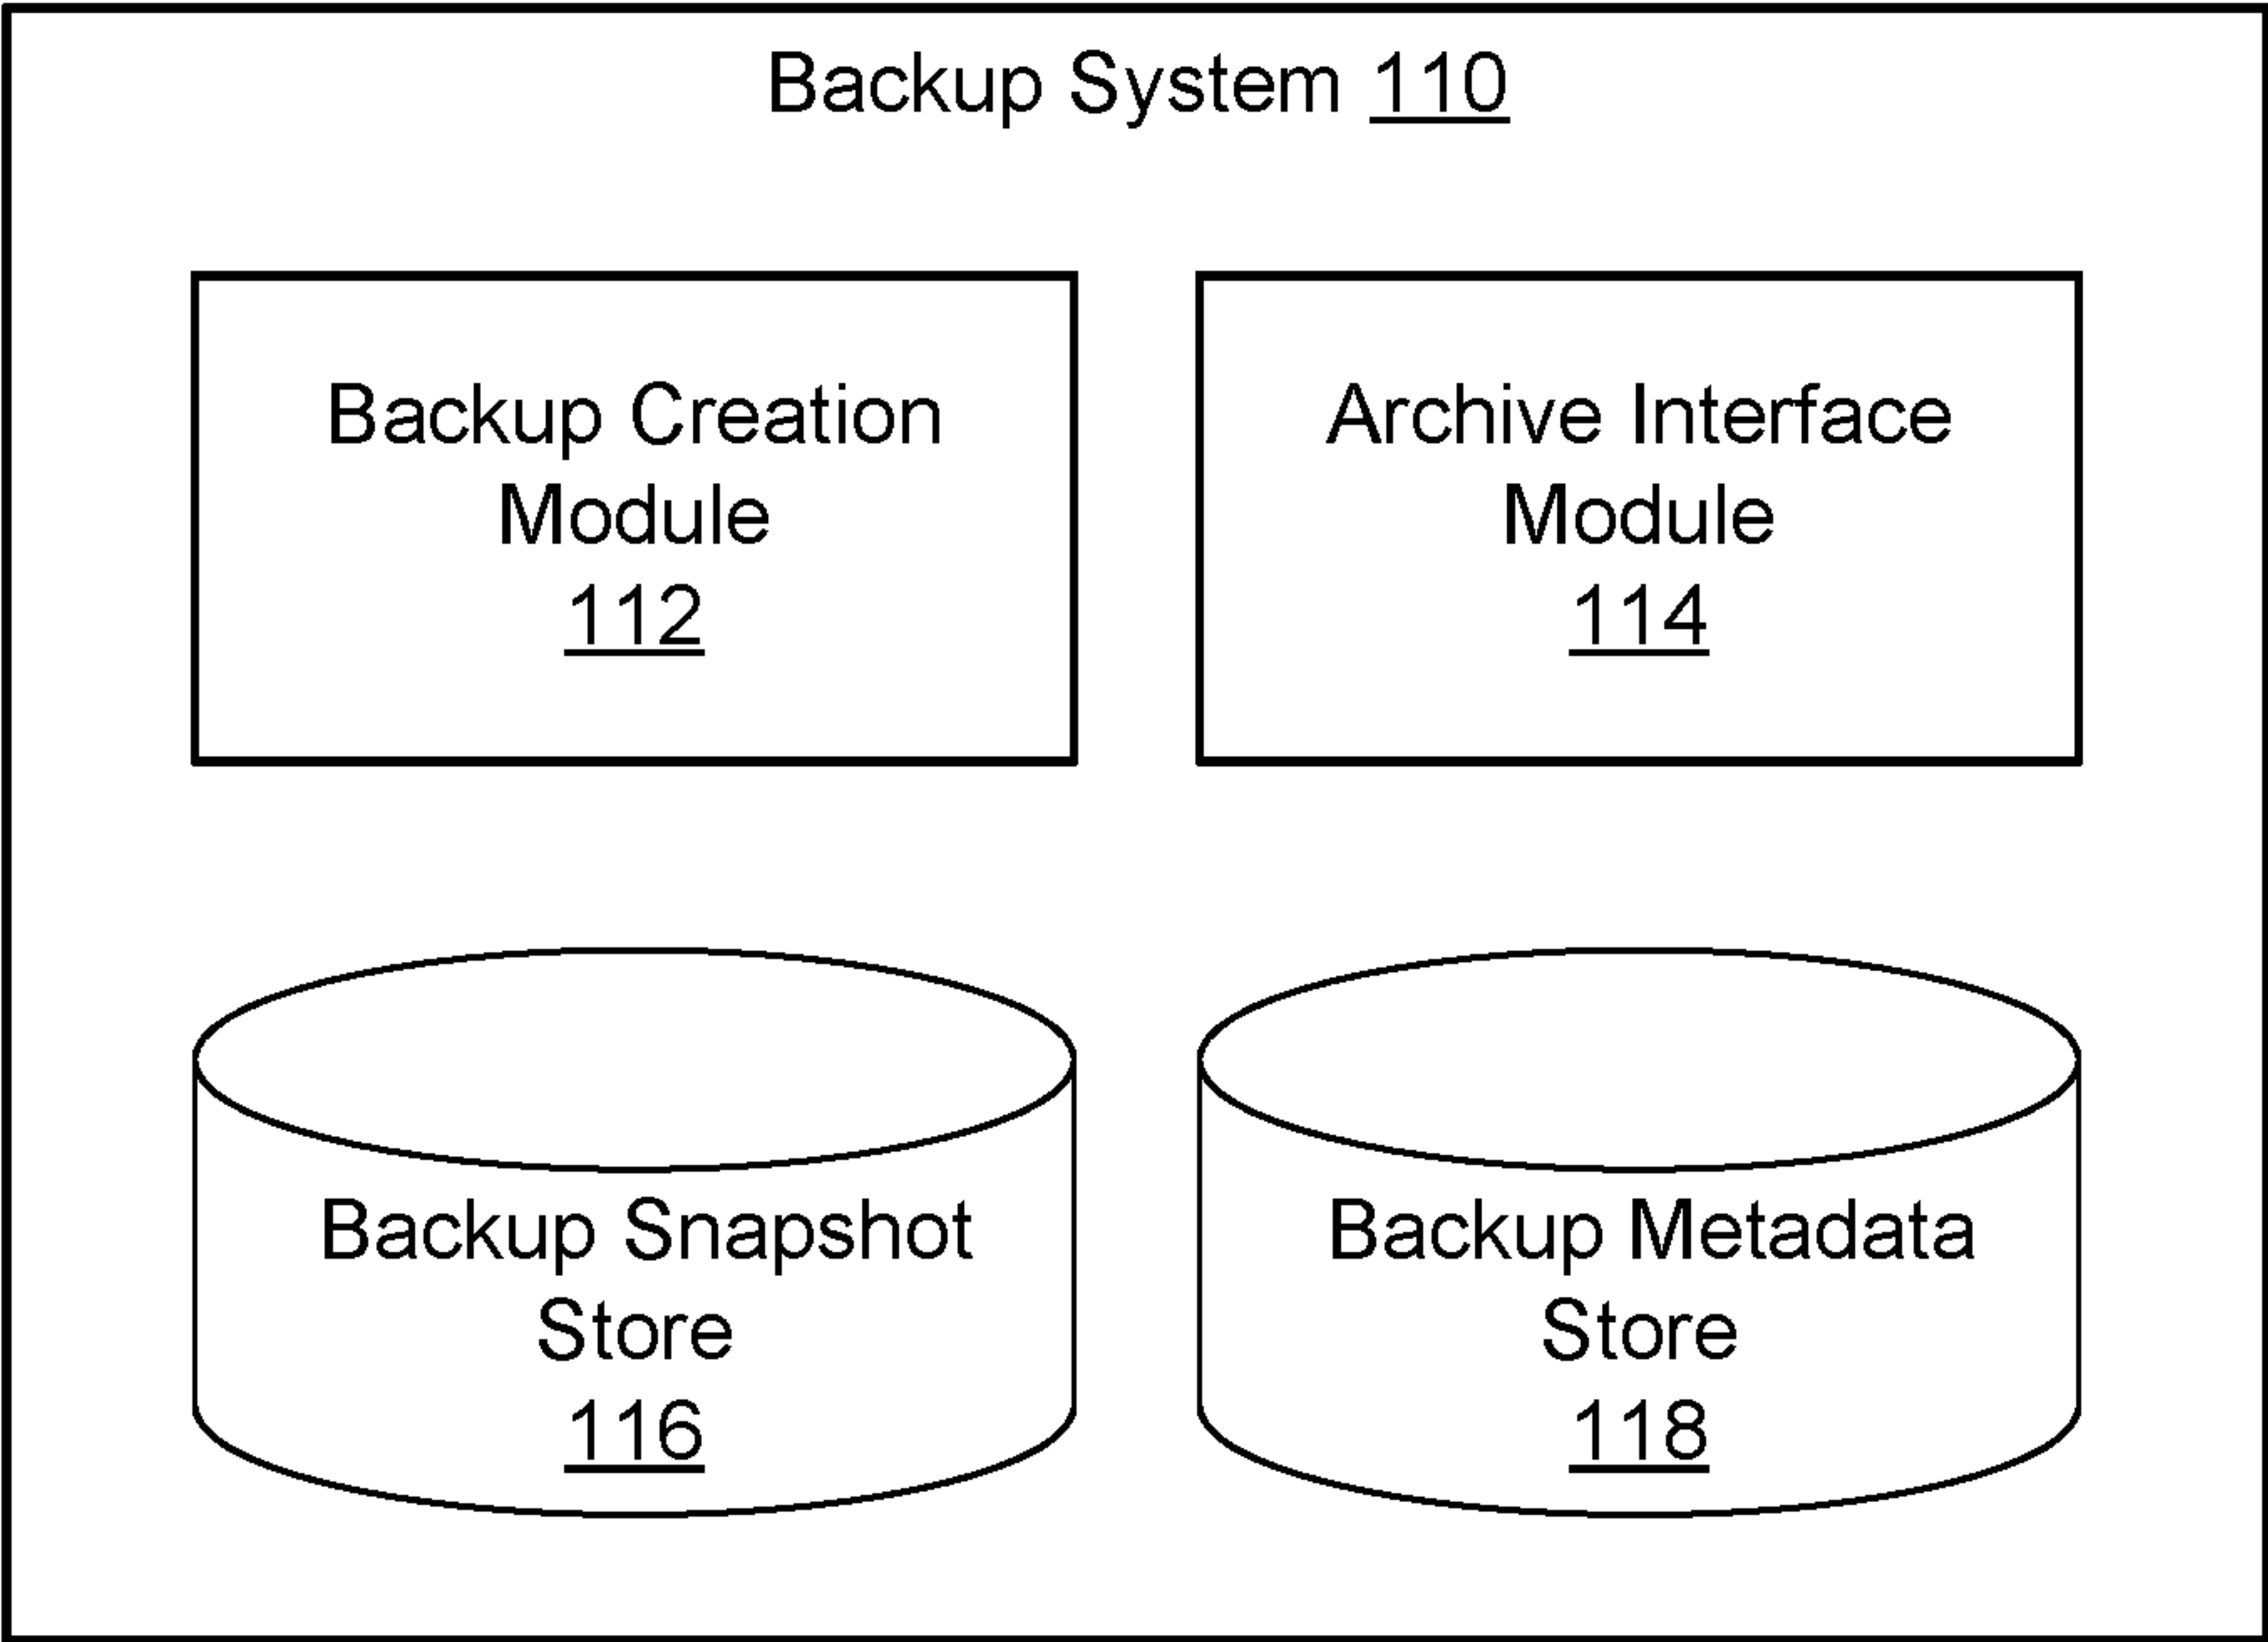 Backup System 110
Backup Creation
Module
112
Archive Interface
Module
114
Backup Snapshot
Store
116
Backup Metadata
Store
118